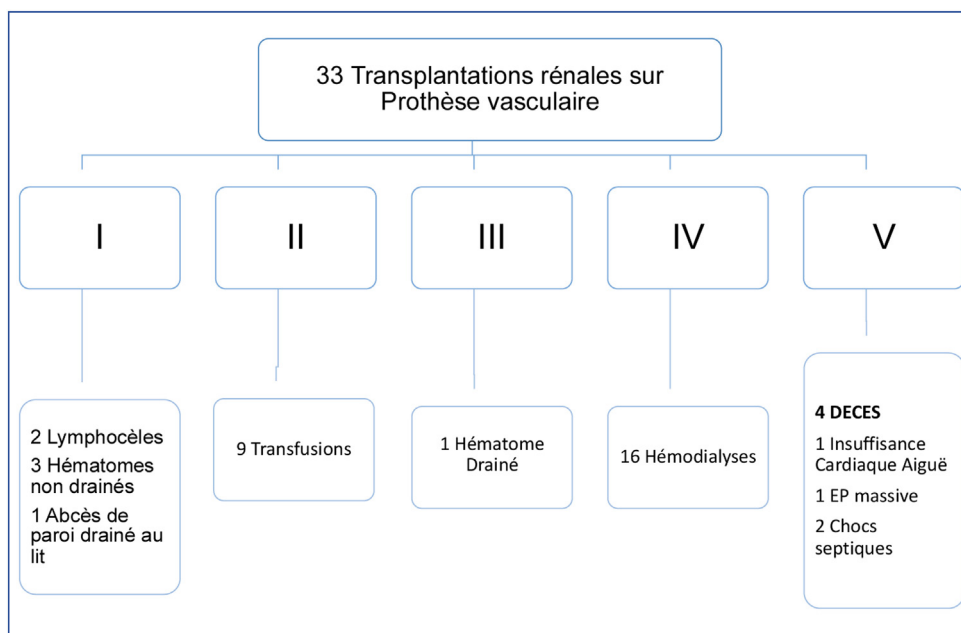 33 Transplantations rénales sur
Prothèse vasculaire
I
II
III
IV
V
2 Lymphocèles
3 Hématomes
non drainés
1 Abcès de
paroi drainé au
lit
9 Transfusions
1 Hématome
Drainé
16 Hémodialyses
4 DECES
1 Insuffisance
Cardiaque Aiguë
1 EP massive
2 Chocs
septiques